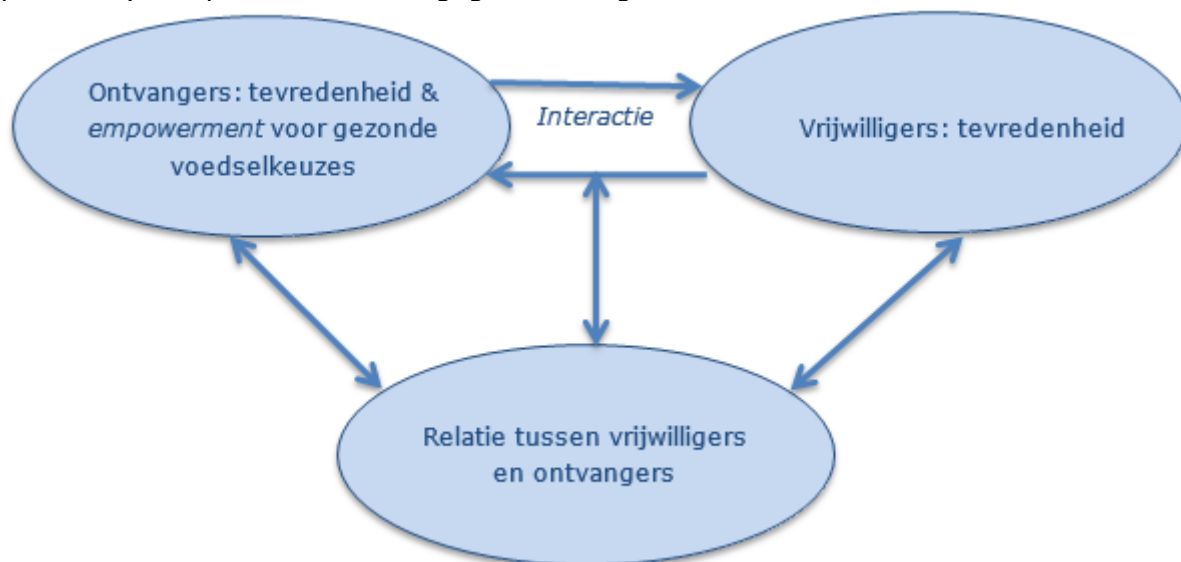 Ontvangers: tevredenheid &
empowerment voor gezonde
voedselkeuzes
Interactie
Vrijwilligers: tevredenheid
Relatie tussen vrijwilligers
en ontvangers